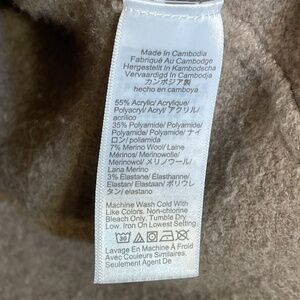 Made In Cambodia
Fabriqué Au Cambodge
Hergestellt In Kambodscha
Vervaardigd In Cambodja
カンボジア製
hecho en camboya
55% Acrylic/ Acrylique/
Polyacryl/ Acryl/ アクリル/
acrílico
35% Polyamide/ Polyamide/
Polyamide/ Polyamide/ ナイ
ロン/ poliamida
7% Merino Wool/ Laine
Mérinos/ Merinowolle/
Merinowol/ メリノウール/
Lana Merino
3% Elastane/ Élasthanne/
Elastan/ Elastaan/ ポリウレ
タン/ elastano
Machine Wash Cold With
Like Colors. Non-chlorine
Bleach Only. Tumble Dry
Low. Iron On Lowest Setting
30
Lavage En Machine À Froid
Avec Couleurs Similaires.
Seulement Agent De